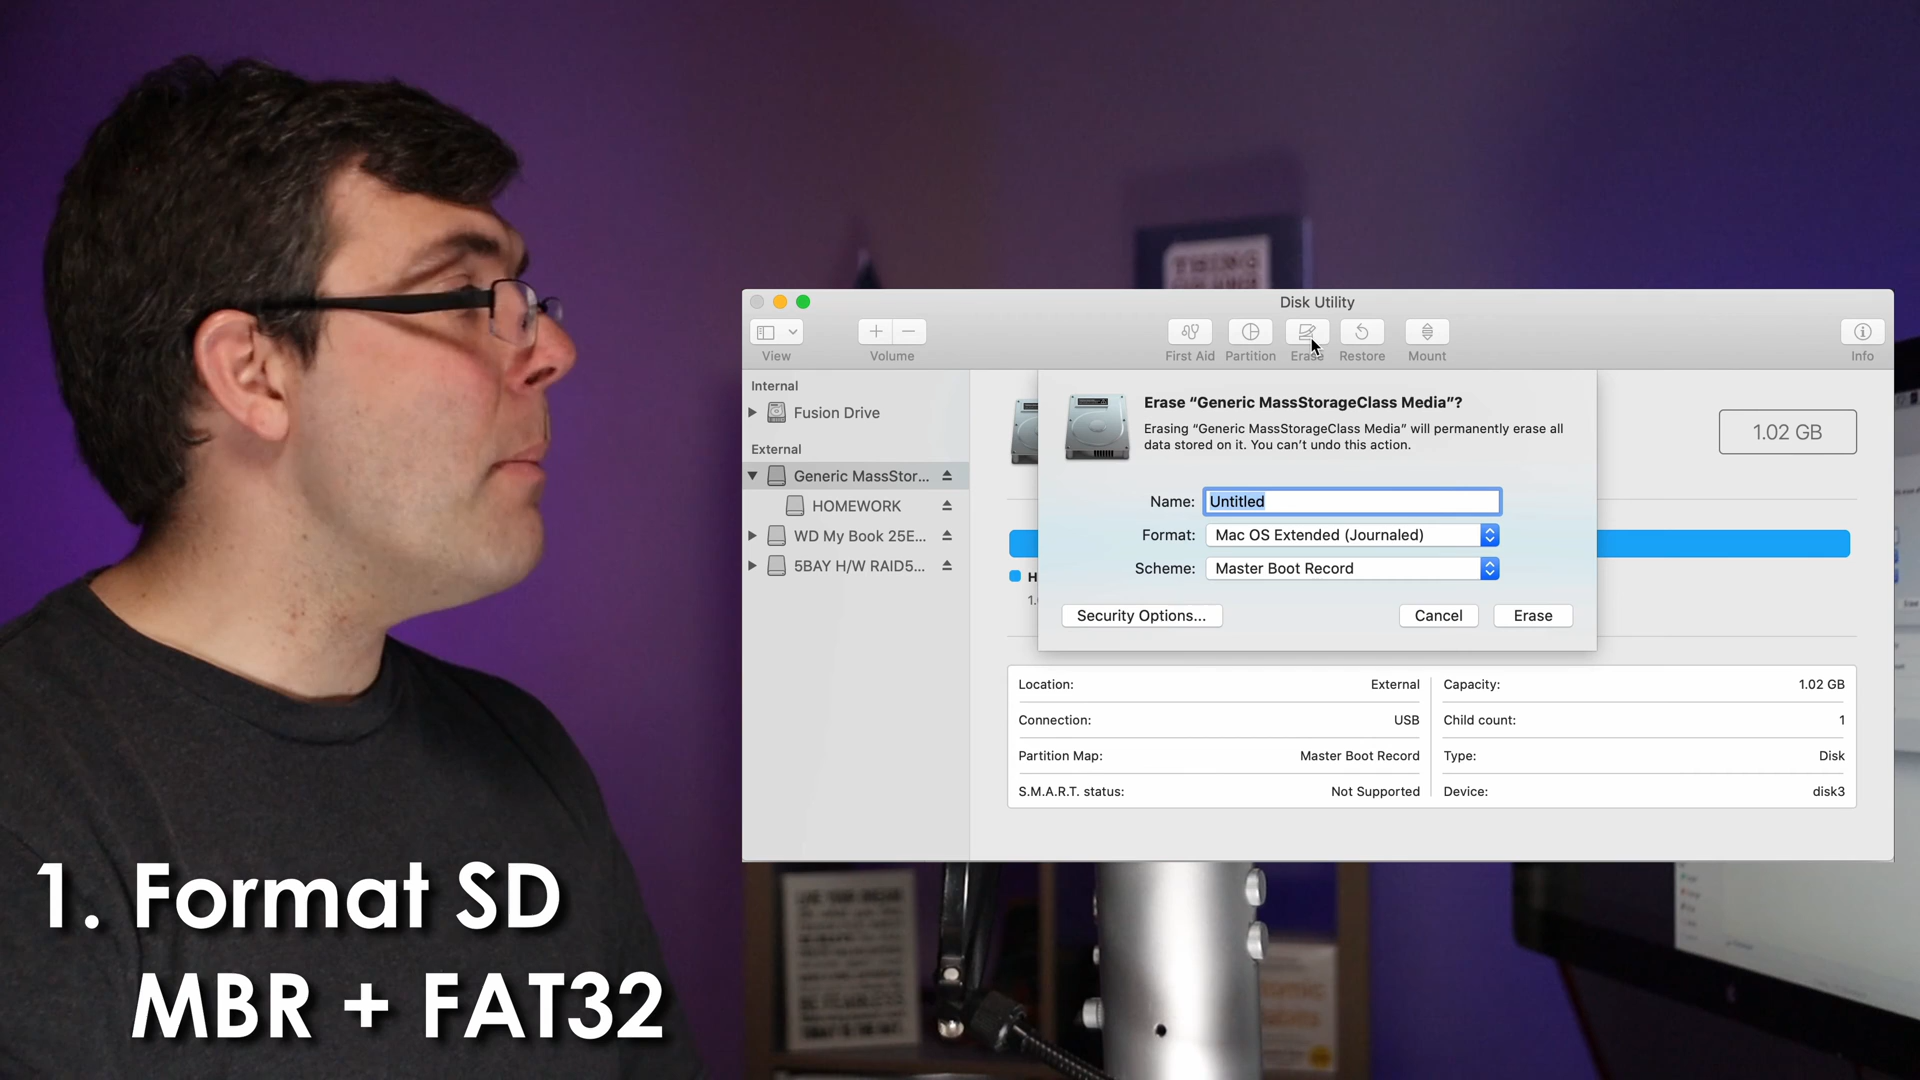 THING
Disk Utility
View
Volume
First Aid
Partition
Erase
Restore
Mount
Info
Internal
Fusion Drive
External
Generic MassStor...
HOMEWORK
WD My Book 25E...
5BAY H/W RAID5...
Erase “Generic MassStorageClass Media”?
Erasing “Generic MassStorageClass Media” will permanently erase all
data stored on it. You can’t undo this action.
1.02 GB
Name: Untitled
Format: Mac OS Extended (Journaled)
Scheme: Master Boot Record
H
1.
Security Options...
Cancel
Erase
Location: External
Capacity: 1.02 GB
Connection: USB
Child count: 1
Partition Map: Master Boot Record
Type: Disk
S.M.A.R.T. status: Not Supported
Device: disk3
1. Format SD
MBR + FAT32